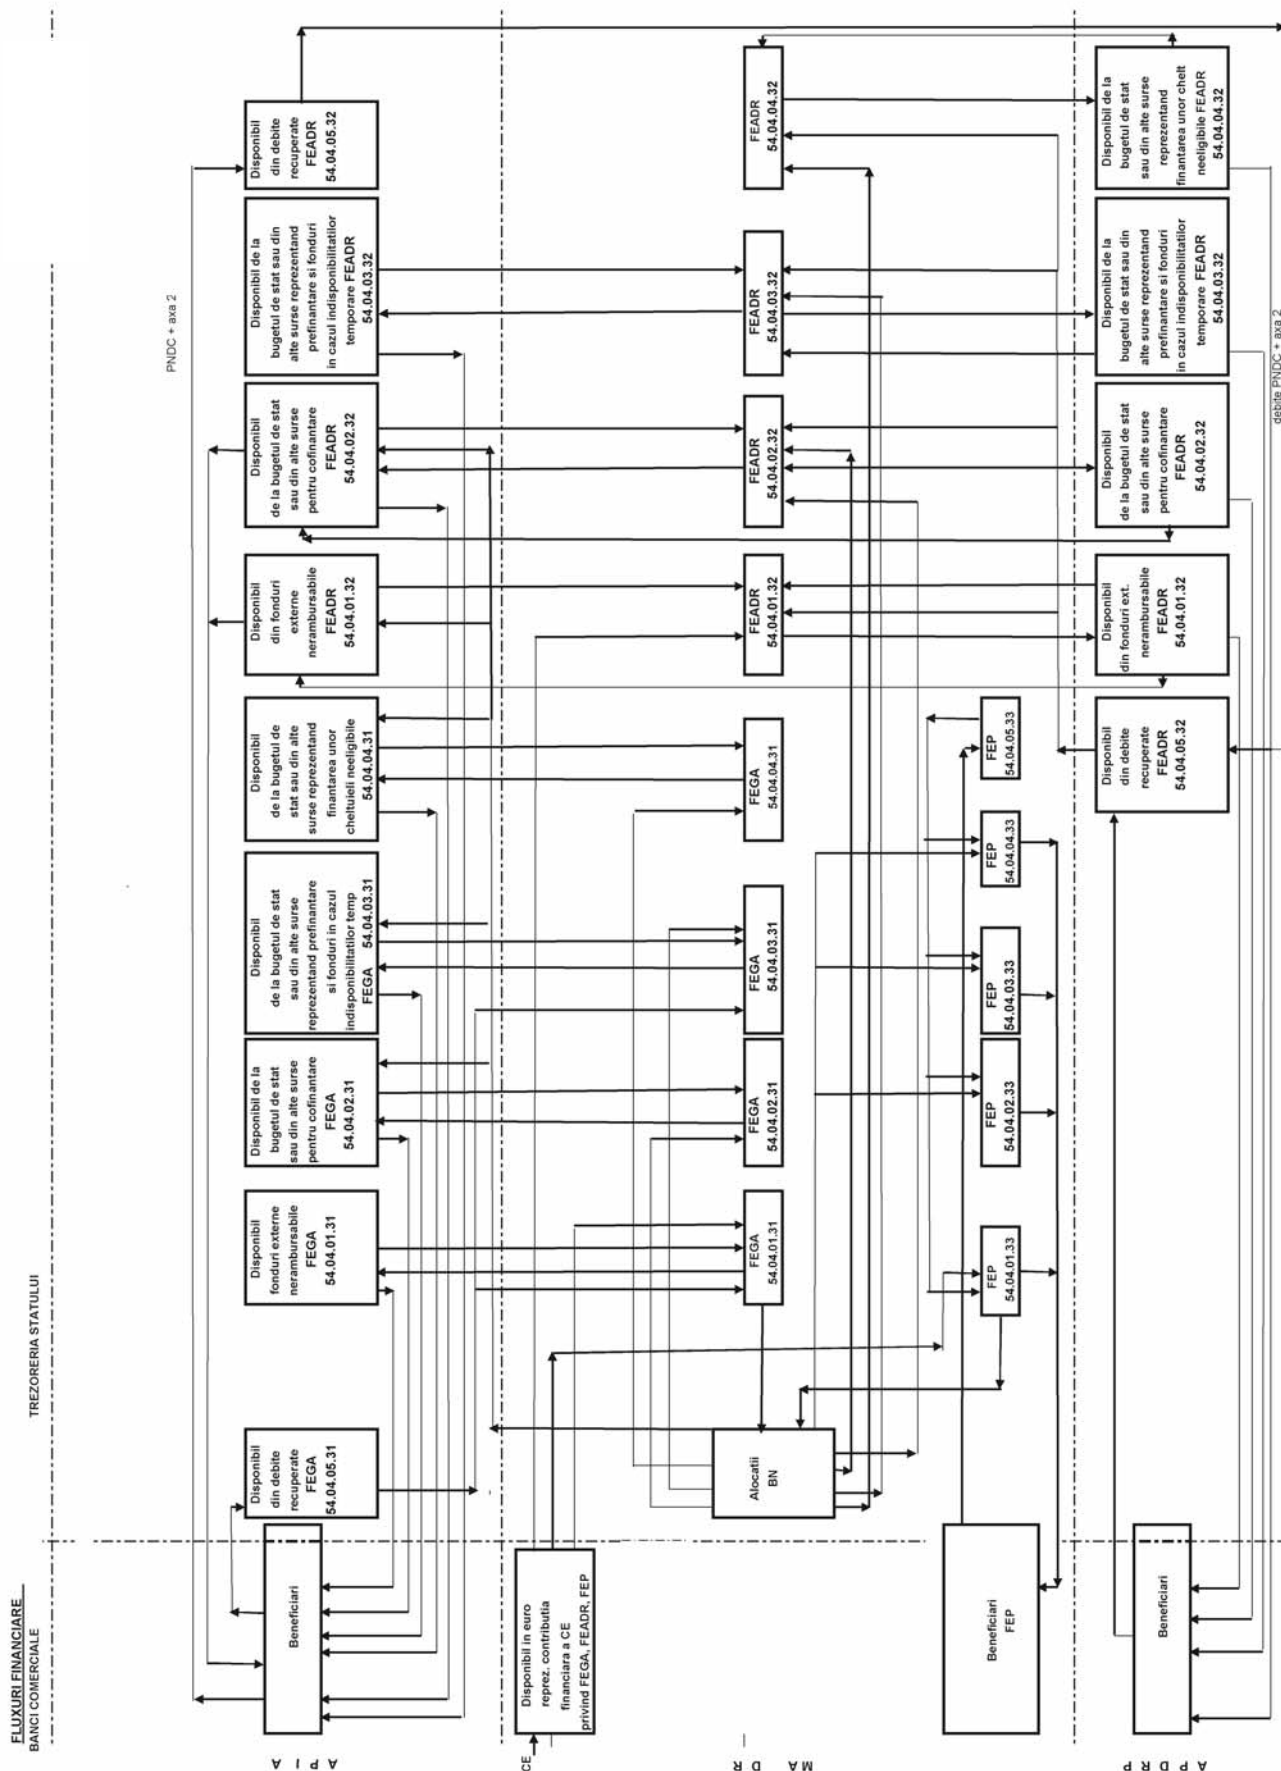 FLUXURI FINANCIARE
BANCI COMERCIALE
TREZORERIA STATULUI
A P I A
PNDC + axa 2
Beneficiari
Disponibil
din debite
recuperate
FEGA
54.04.05.31
Disponibil
fonduri externe
nerambursabile
FEGA
54.04.01.31
Disponibil de la
bugetul de stat
sau din alte surse
pentru cofinantare
FEGA
54.04.02.31
Disponibil
de la bugetul de stat
sau din alte surse
reprezentand prefinantare
si fonduri in cazul
indisponibilitatilor temp
FEGA 54.04.03.31
Disponibil
de la bugetul de
stat sau din alte
surse reprezentand
finantarea unor
cheltuieli neeligibile
54.04.04.31
Disponibil
din fonduri
externe
nerambursabile
FEADR
54.04.01.32
Disponibil
de la bugetul de stat
sau din alte surse
pentru cofinantare
FEADR
54.04.02.32
Disponibil de la
bugetul de stat sau din
alte surse reprezentand
prefinantare si fonduri
in cazul indisponibilitatilor
temporare FEADR
54.04.03.32
Disponibil
din debite
recuperate
FEADR
54.04.05.32
CE
MA DR
Disponibil in euro
reprez. contributia
financiara a CE
privind FEGA, FEADR, FEP
Alocatii
BN
FEGA
54.04.01.31
FEGA
54.04.02.31
FEGA
54.04.03.31
FEGA
54.04.04.31
FEADR
54.04.01.32
FEADR
54.04.02.32
FEADR
54.04.03.32
FEADR
54.04.04.32
Beneficiari
FEP
FEP
54.04.01.33
FEP
54.04.02.33
FEP
54.04.03.33
FEP
54.04.04.33
FEP
54.04.05.33
A P D R P
Beneficiari
Disponibil
din debite
recuperate
FEADR
54.04.05.32
Disponibil
din fonduri ext.
nerambursabile
FEADR
54.04.01.32
Disponibil
de la bugetul de stat
sau din alte surse
pentru cofinantare
FEADR
54.04.02.32
Disponibil de la
bugetul de stat sau din
alte surse reprezentand
prefinantare si fonduri
in cazul indisponibilitatilor
temporare FEADR
54.04.03.32
Disponibil de la
bugetul de stat
sau din alte surse
reprezentand
finantarea unor chelt
neeligibile FEADR
54.04.04.32
debite PNDC + axa 2